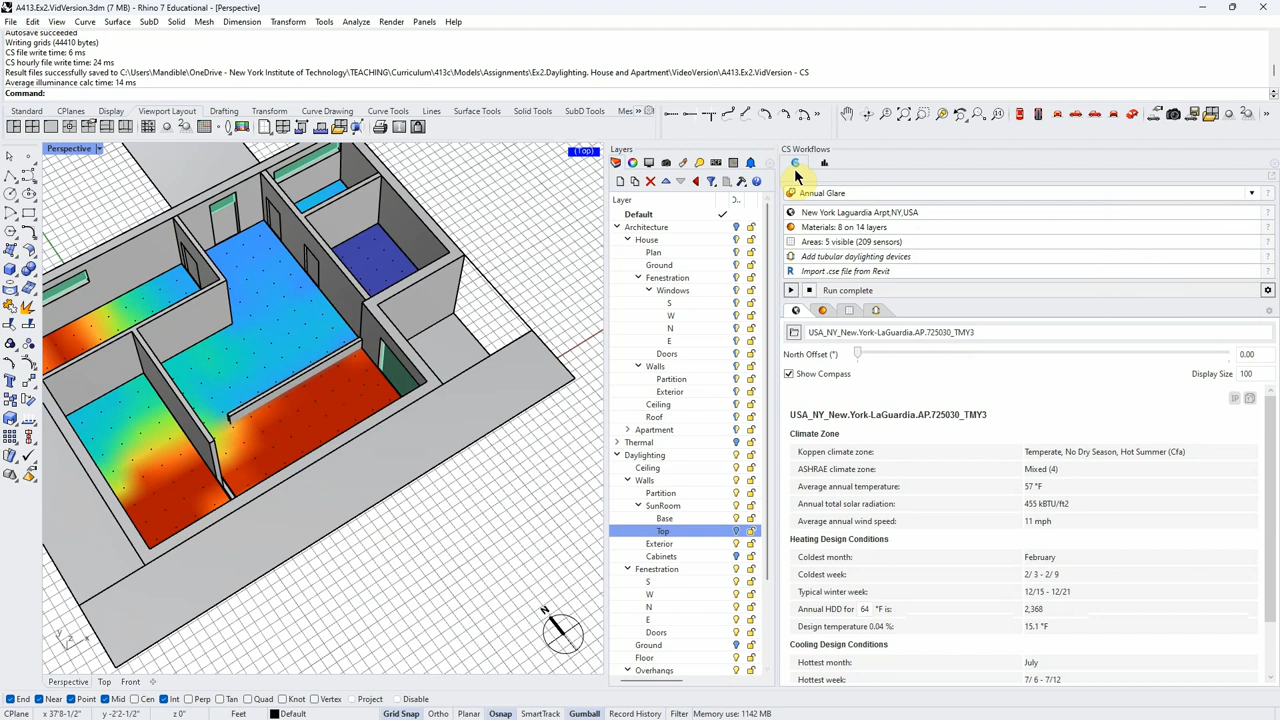 A413.Ex2.VidVersion.3dm (7 MB) - Rhino 7 Educational - [Perspective]
File Edit View Curve Surface SubD Solid Mesh Dimension Transform Tools Analyze Render Panels Help
Autosave succeeded
Writing grids (44410 bytes)
CS file write time: 6 ms
CS hourly file write time: 24 ms
Result files successfully saved to C:\Users\Mandible\OneDrive - New York Institute of Technology\TEACHING\Curriculum\413c\Models\Assignments\Ex2.Daylighting. House and Apartment\VideoVersion\A413.Ex2.VidVersion - CS
Average illuminance calc time: 14 ms
Command:
Standard CPlanes Display Viewport Layout Drafting Transform Curve Drawing Curve Tools Lines Surface Tools Solid Tools SubD Tools Mes »
Perspective
(Top)
Layers
CS Workflows
Annual Glare
New York Laguardia Arpt,NY,USA
Materials: 8 on 14 layers
Areas: 5 visible (209 sensors)
Add tubular daylighting devices
Import .cse file from Revit
Run complete
USA_NY_New.York-LaGuardia.AP.725030_TMY3
North Offset (°) 0.00
Show Compass Display Size 100
USA_NY_New.York-LaGuardia.AP.725030_TMY3
Climate Zone
Koppen climate zone: Temperate, No Dry Season, Hot Summer (Cfa)
ASHRAE climate zone: Mixed (4)
Average annual temperature: 57 °F
Annual total solar radiation: 455 kBTU/ft2
Average annual wind speed: 11 mph
Heating Design Conditions
Coldest month: February
Coldest week: 2/ 3 - 2/ 9
Typical winter week: 12/15 - 12/21
Annual HDD for 64 °F is: 2,368
Design temperature 0.04 %: 15.1 °F
Cooling Design Conditions
Hottest month: July
Hottest week: 7/ 6 - 7/12
Layer
Default
Architecture
House
Plan
Ground
Fenestration
Windows
S
W
N
E
Doors
Walls
Partition
Exterior
Ceiling
Roof
Apartment
Thermal
Daylighting
Ceiling
Walls
Partition
SunRoom
Base
Top
Exterior
Cabinets
Fenestration
S
W
N
E
Doors
Ground
Floor
Overhangs
N
z y x
Perspective Top Front
End Near Point Mid Cen Int Perp Tan Quad Knot Vertex Project Disable
CPlane x 37'8-1/2" y -2'2-1/2" z 0" Feet Default Grid Snap Ortho Planar Osnap SmartTrack Gumball Record History Filter Memory use: 1142 MB